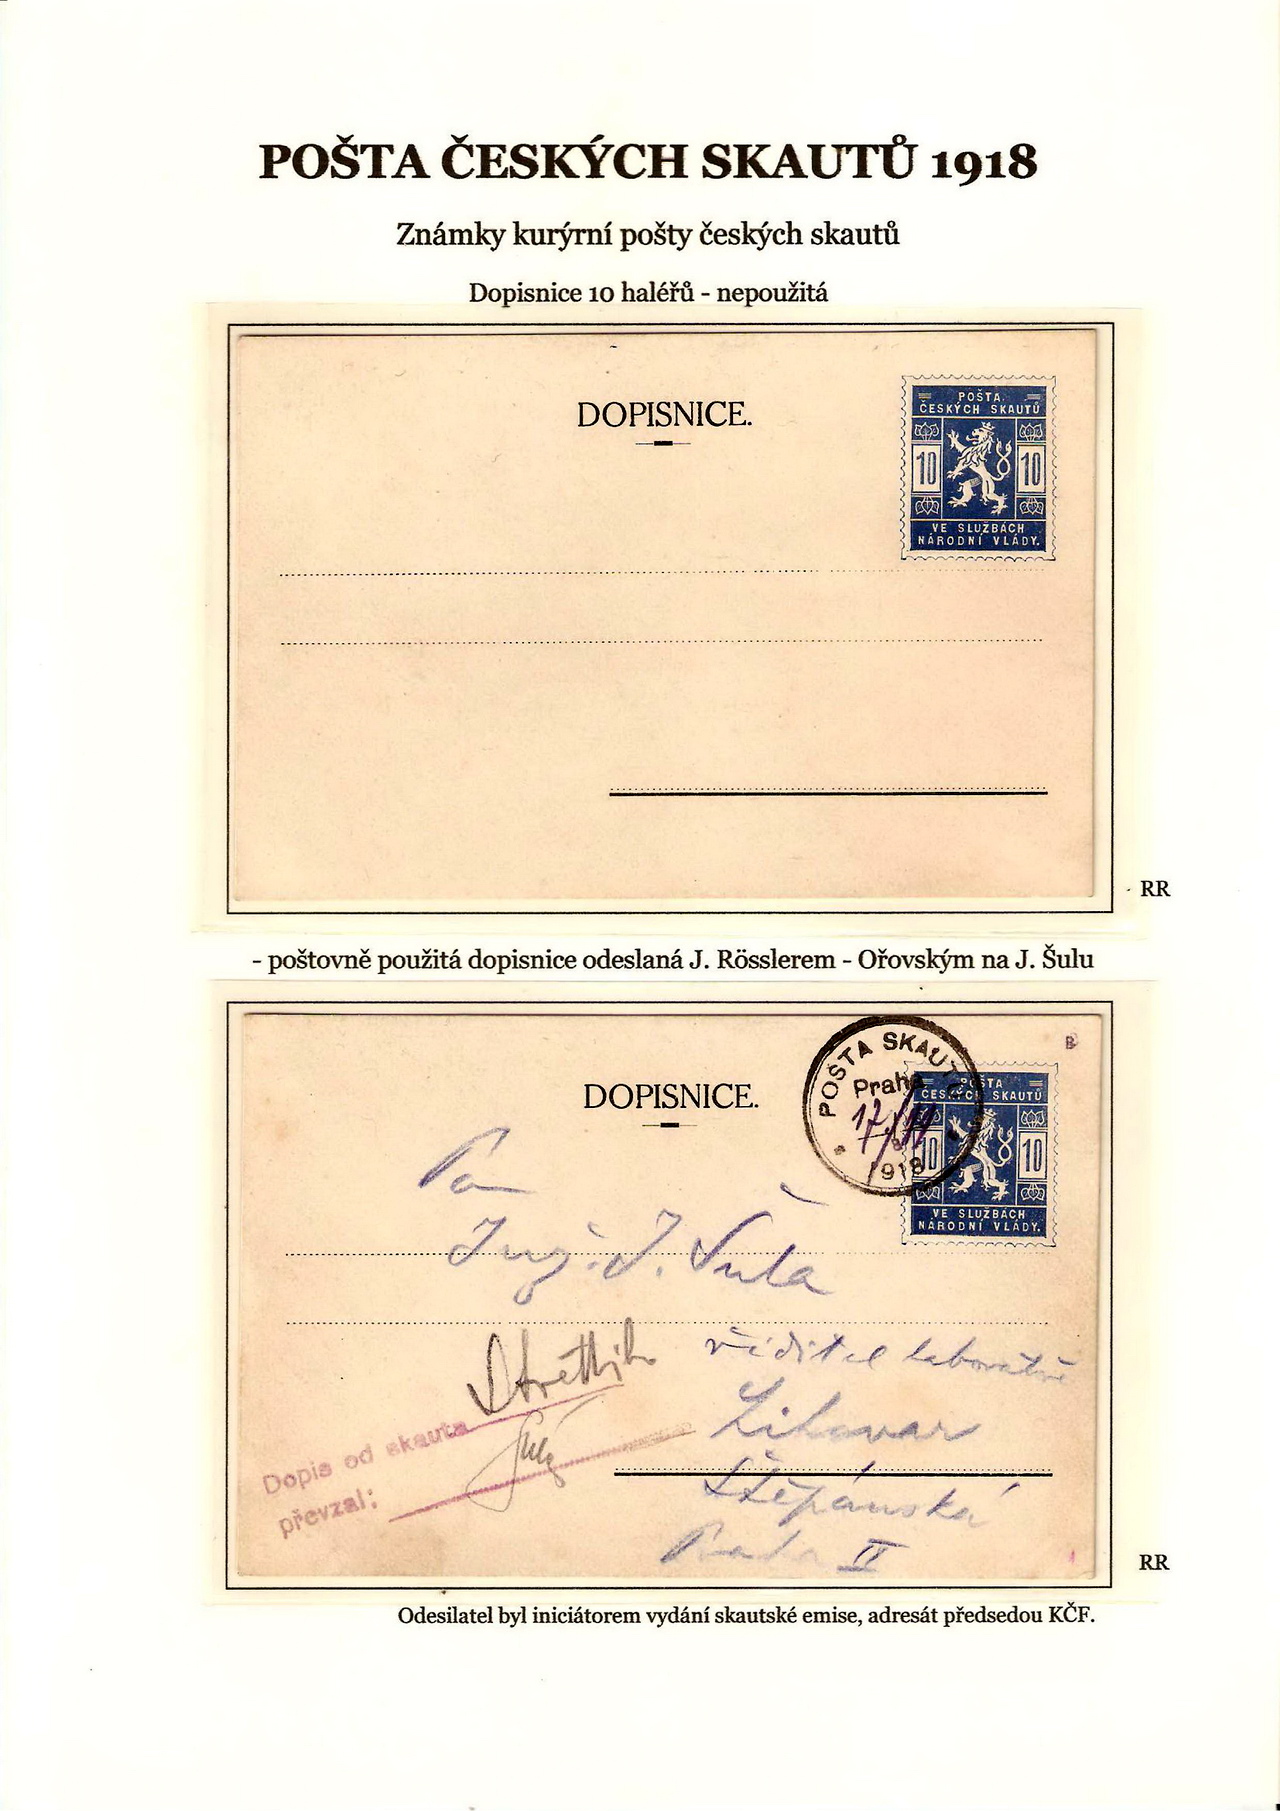 POŠTA ČESKÝCH SKAUTŮ 1918
Známky kurýrní pošty českých skautů
Dopisnice 10 haléřů - nepoužitá
DOPISNICE.
POŠTA
ČESKÝCH SKAUTŮ
10 10
VE SLUŽBÁCH
NÁRODNÍ VLÁDY.
RR
- poštovně použitá dopisnice odeslaná J. Rösslerem - Ořovským na J. Šulu
POŠTA SKAUTŮ
Praha
1918
B
DOPISNICE.
POŠTA
ČESKÝCH SKAUTŮ
10 10
VE SLUŽBÁCH
NÁRODNÍ VLÁDY.
Pan
Ing. J. Šula
ředitel laboratoře
Lihovar
Štěpánská
Praha II
Dopis od skauta
převzal:
RR
Odesilatel byl iniciátorem vydání skautské emise, adresát předsedou KČF.